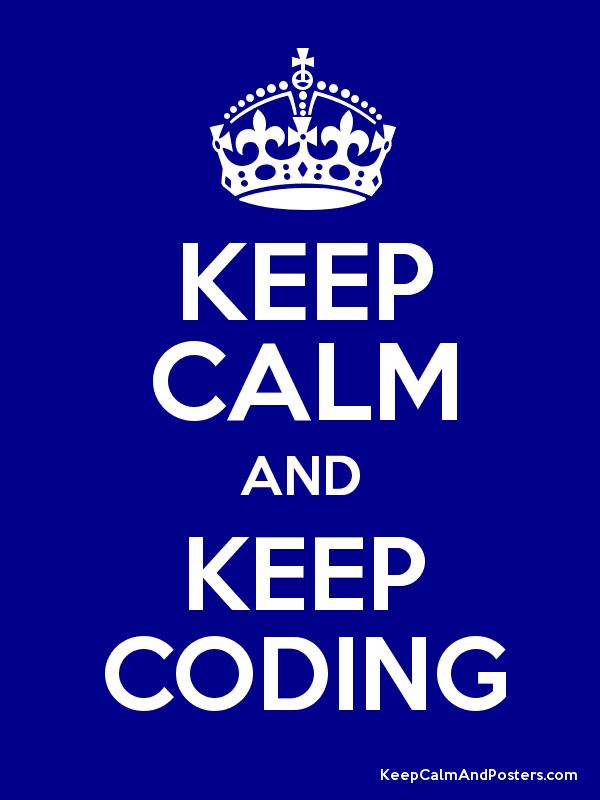 KEEP
CALM
AND
KEEP
CODING
KeepCalmAndPosters.com